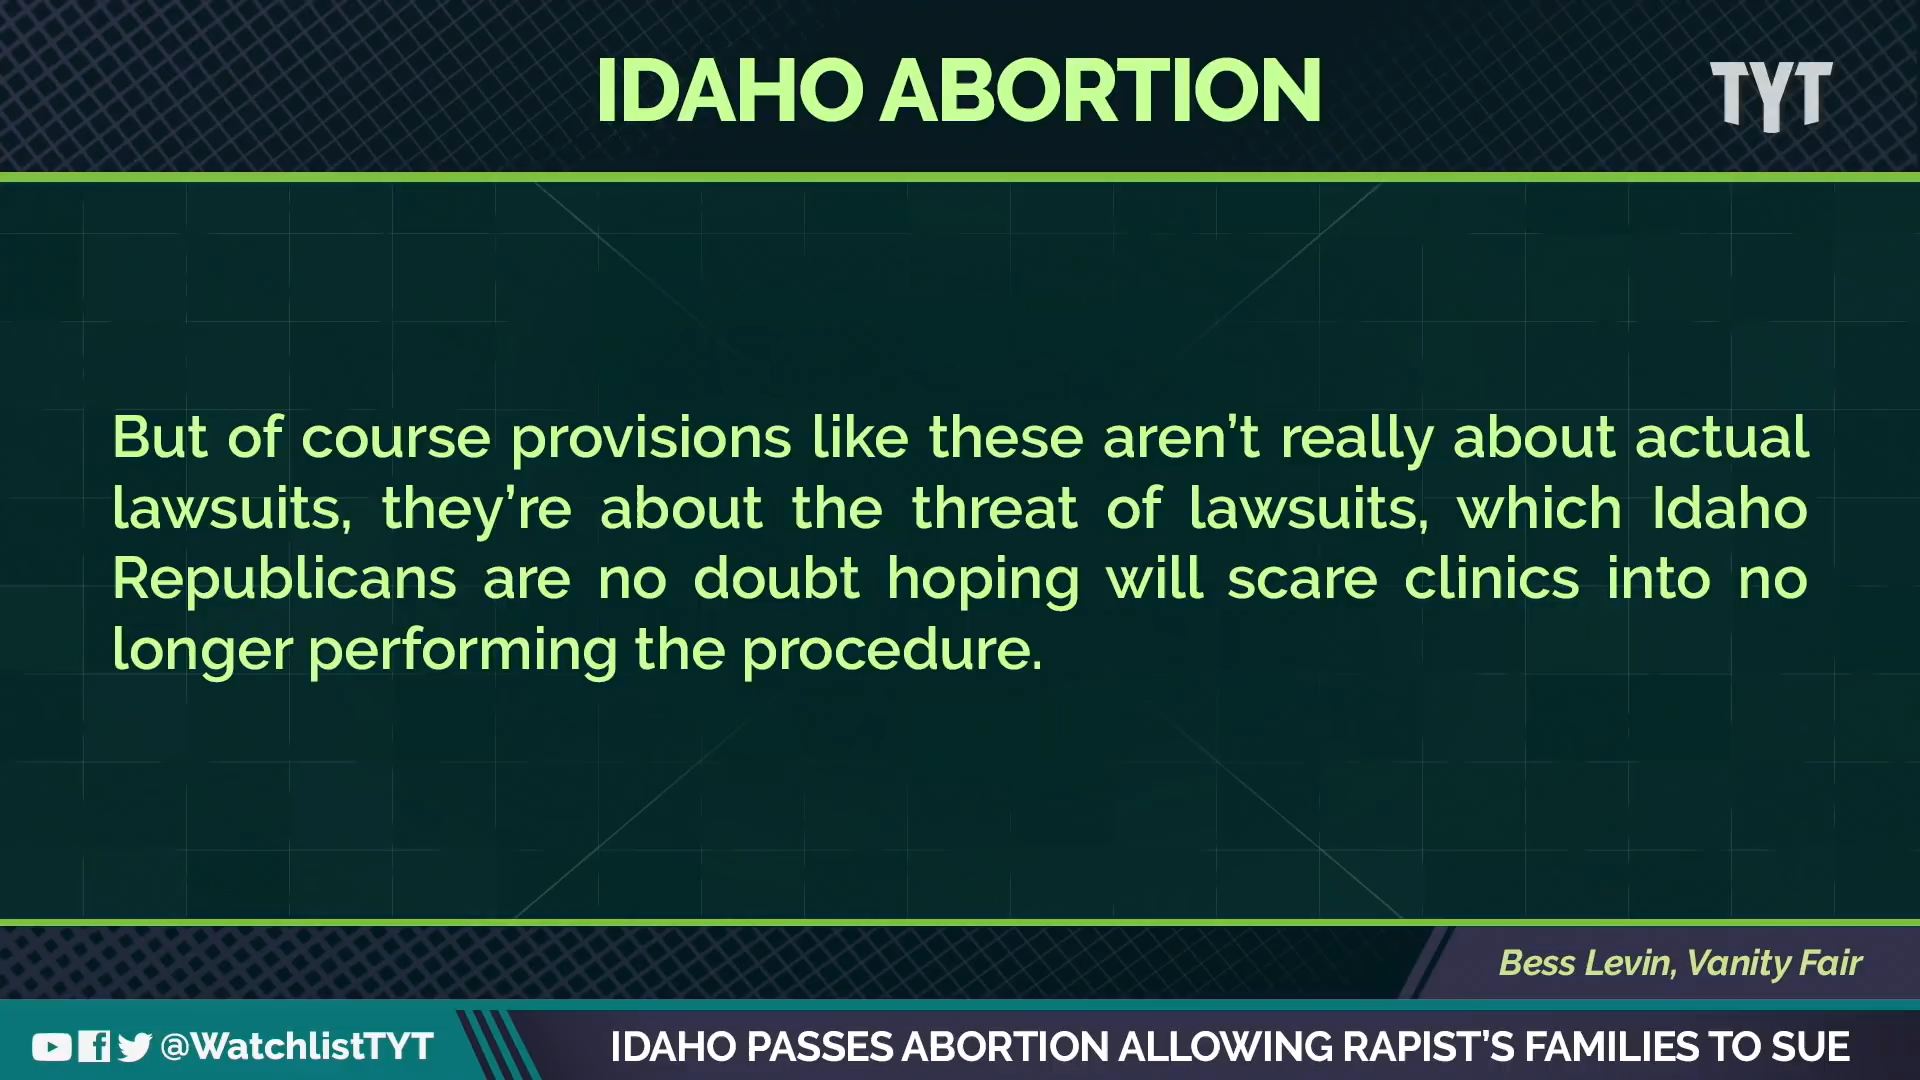 IDAHO ABORTION
TYT
But of course provisions like these aren’t really about actual
lawsuits, they’re about the threat of lawsuits, which Idaho
Republicans are no doubt hoping will scare clinics into no
longer performing the procedure.
Bess Levin, Vanity Fair
@WatchlistTYT
IDAHO PASSES ABORTION ALLOWING RAPIST’S FAMILIES TO SUE